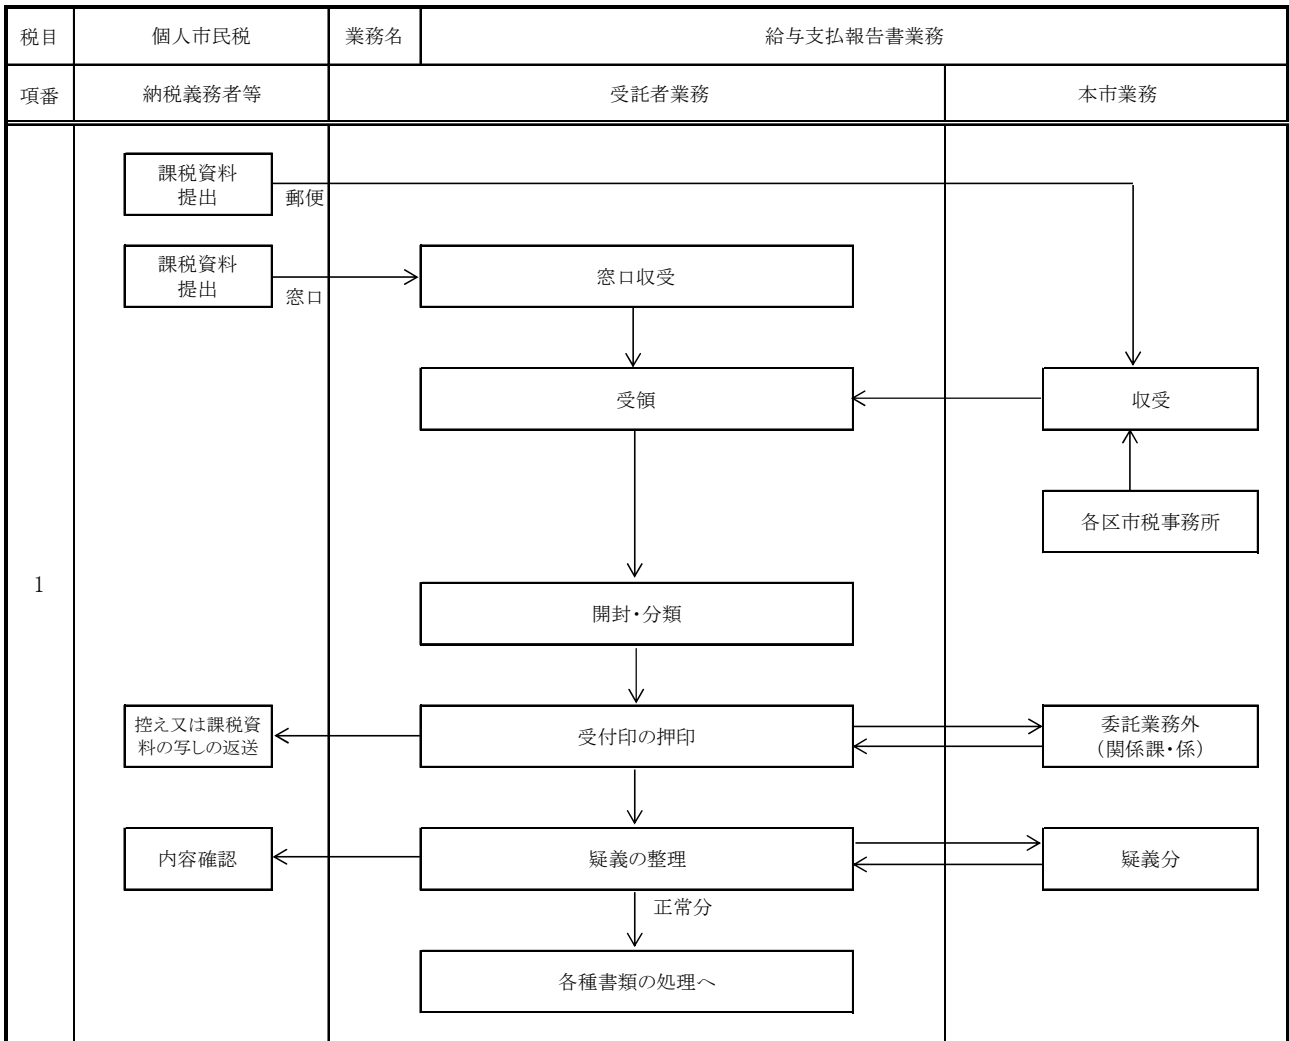 税目 個人市民税 業務名 給与支払報告書業務
項番 納税義務者等 受託者業務 本市業務
課税資料
提出
郵便
課税資料
提出
窓口
窓口収受
受領
収受
各区市税事務所
1
開封・分類
控え又は課税資
料の写しの返送
受付印の押印
委託業務外
（関係課・係）
内容確認
疑義の整理
疑義分
正常分
各種書類の処理へ